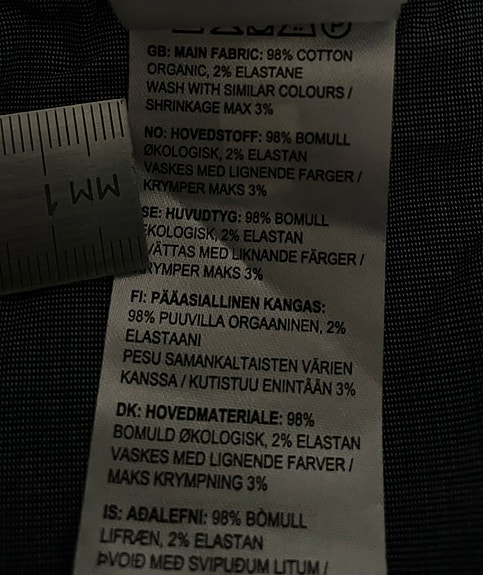 GB: MAIN FABRIC: 98% COTTON
ORGANIC, 2% ELASTANE
WASH WITH SIMILAR COLOURS /
SHRINKAGE MAX 3%
NO: HOVEDSTOFF: 98% BOMULL
ØKOLOGISK, 2% ELASTAN
VASKES MED LIGNENDE FARGER /
KRYMPER MAKS 3%
SE: HUVUDTYG: 98% BOMULL
EKOLOGISK, 2% ELASTAN
VÄTTAS MED LIKNANDE FÄRGER /
KRYMPER MAKS 3%
FI: PÄÄASIALLINEN KANGAS:
98% PUUVILLA ORGAANINEN, 2%
ELASTAANI
PESU SAMANKALTAISTEN VÄRIEN
KANSSA / KUTISTUU ENINTÄÄN 3%
DK: HOVEDMATERIALE: 98%
BOMULD ØKOLOGISK, 2% ELASTAN
VASKES MED LIGNENDE FARVER /
MAKS KRYMPNING 3%
IS: AÐALEFNI: 98% BÒMULL
LIFRÆN, 2% ELASTAN
ÞVOIÐ MEÐ SVIPUÐUM LITUM /
MM 1